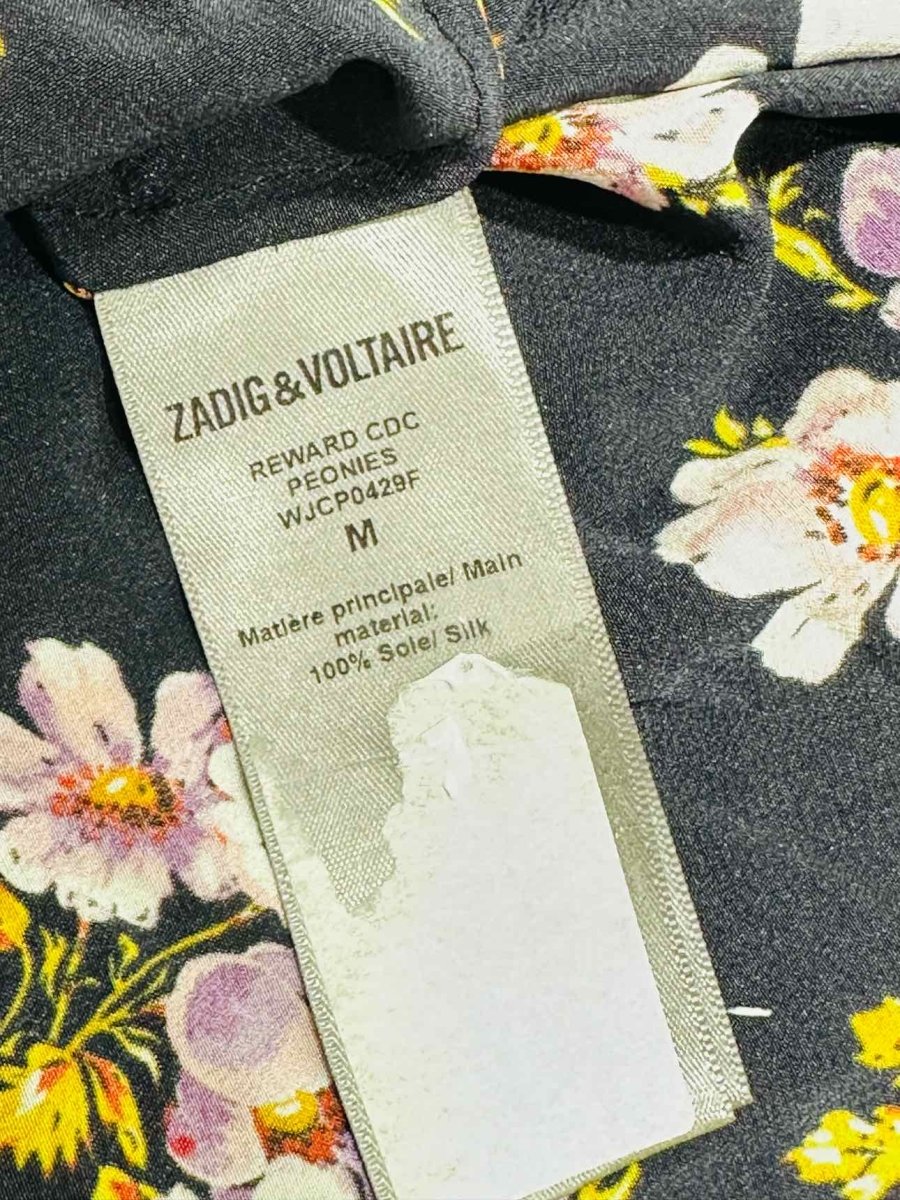 ZADIG&VOLTAIRE
REWARD CDC
PEONIES
WJCP0429F
M
Matière principale/ Main
material:
100% Soie/ Silk